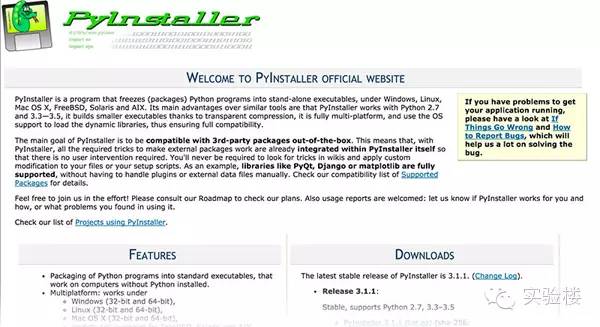 PyInstaller
WELCOME TO PYINSTALLER OFFICIAL WEBSITE
PyInstaller is a program that freezes (packages) Python programs into stand-alone executables, under Windows, Linux,
Mac OS X, FreeBSD, Solaris and AIX. Its main advantages over similar tools are that PyInstaller works with Python 2.7
and 3.3—3.5, it builds smaller executables thanks to transparent compression, it is fully multi-platform, and use the OS
support to load the dynamic libraries, thus ensuring full compatibility.
The main goal of PyInstaller is to be compatible with 3rd-party packages out-of-the-box. This means that, with
PyInstaller, all the required tricks to make external packages work are already integrated within PyInstaller itself so
that there is no user intervention required. You'll never be required to look for tricks in wikis and apply custom
modification to your files or your setup scripts. As an example, libraries like PyQt, Django or matplotlib are fully
supported, without having to handle plugins or external data files manually. Check our compatibility list of Supported
Packages for details.
Feel free to join us in the effort! Please consult our Roadmap to check our plans. Also usage reports are welcomed: let us know if PyInstaller works for you and
how, or what problems you found in using it.
Check our list of Projects using PyInstaller.
If you have problems to get
your application running,
please have a look at If
Things Go Wrong and How
to Report Bugs, which will
help us a lot on solving the
bug.
FEATURES
Packaging of Python programs into standard executables, that
work on computers without Python installed.
Multiplatform: works under
Windows (32-bit and 64-bit),
Linux (32-bit and 64-bit),
Mac OS X (32-bit and 64-bit),
DOWNLOADS
The latest stable release of PyInstaller is 3.1.1. (Change Log).
Release 3.1.1:
Stable, supports Python 2.7, 3.3–3.5
PyInstaller 3.1.1
实验楼